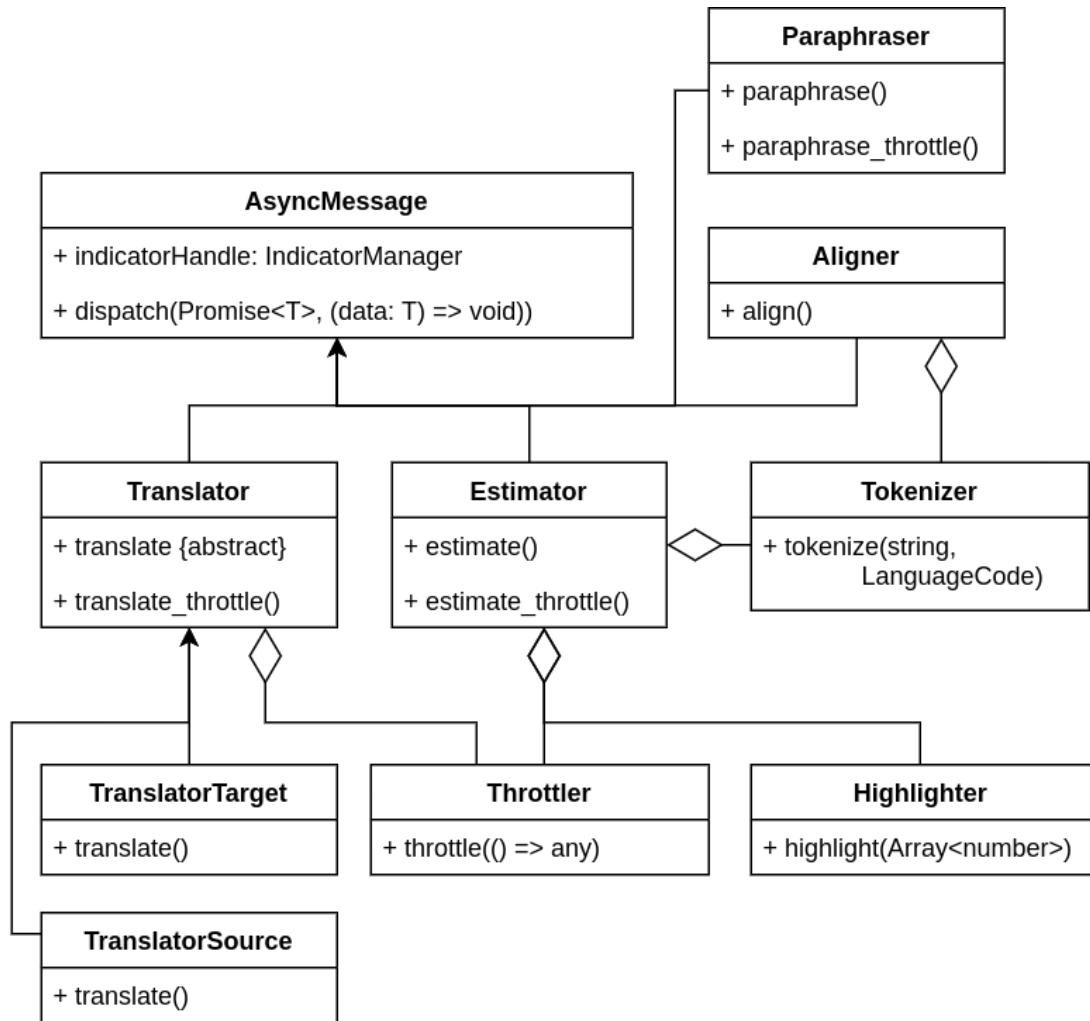 Paraphraser
+ paraphrase()
+ paraphrase_throttle()
AsyncMessage
+ indicatorHandle: IndicatorManager
+ dispatch(Promise<T>, (data: T) => void))
Aligner
+ align()
Translator
+ translate {abstract}
+ translate_throttle()
Estimator
+ estimate()
+ estimate_throttle()
Tokenizer
+ tokenize(string,
LanguageCode)
TranslatorTarget
+ translate()
Throttler
+ throttle(() => any)
Highlighter
+ highlight(Array<number>)
TranslatorSource
+ translate()